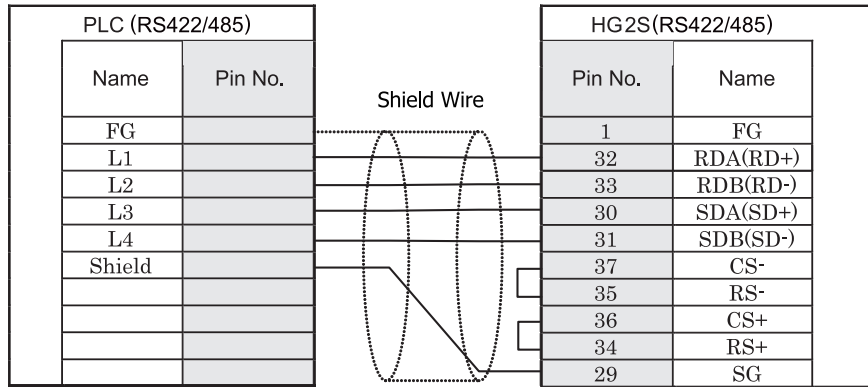 PLC (RS422/485) HG2S(RS422/485)
Name Pin No. Pin No. Name
Shield Wire
FG 1 FG
L1 32 RDA(RD+)
L2 33 RDB(RD-)
L3 30 SDA(SD+)
L4 31 SDB(SD-)
Shield 37 CS-
35 RS-
36 CS+
34 RS+
29 SG